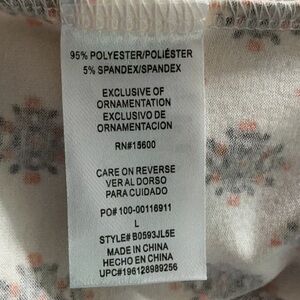 95% POLYESTER/POLIÉSTER
5% SPANDEX/SPANDEX
EXCLUSIVE OF
ORNAMENTATION
EXCLUSIVO DE
ORNAMENTACION
RN#15600
CARE ON REVERSE
VER AL DORSO
PARA CUIDADO
PO# 100-00116911
L
STYLE# B0593JL5E
MADE IN CHINA
HECHO EN CHINA
UPC#196128989256